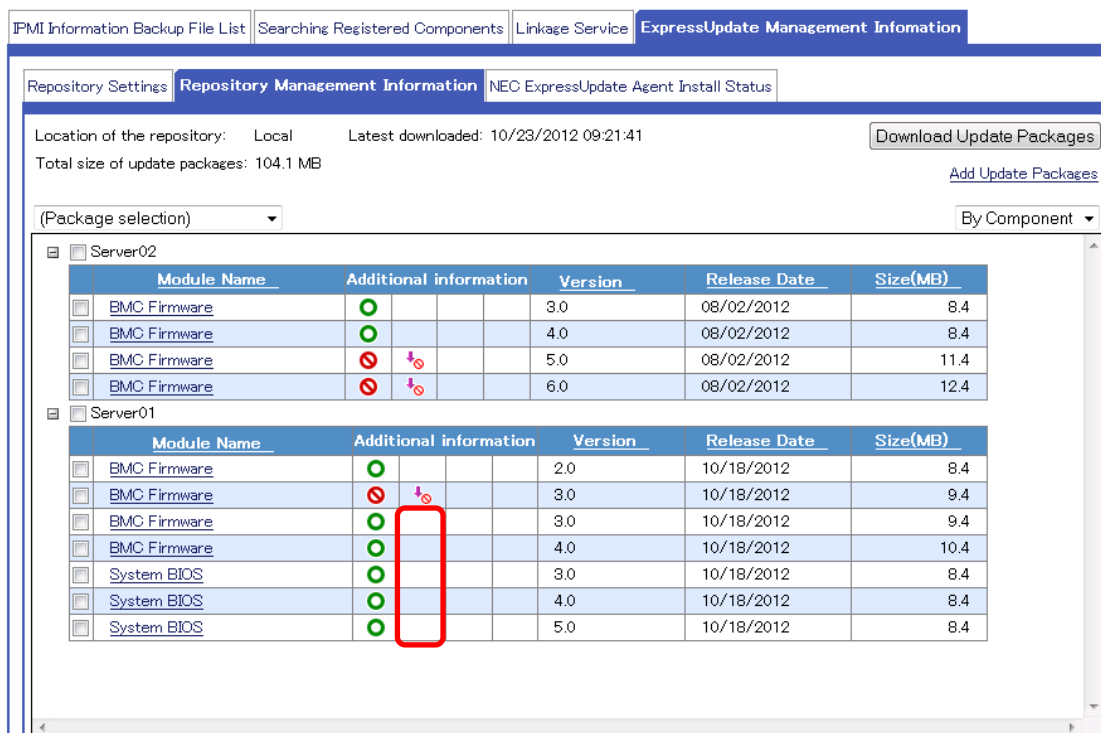 IPMI Information Backup File List Searching Registered Components Linkage Service ExpressUpdate Management Infomation
Repository Settings Repository Management Information NEC ExpressUpdate Agent Install Status
Location of the repository: Local Latest downloaded: 10/23/2012 09:21:41 Download Update Packages
Total size of update packages: 104.1 MB
Add Update Packages
(Package selection) By Component
Server02
Module Name Additional information Version Release Date Size(MB)
BMC Firmware 3.0 08/02/2012 8.4
BMC Firmware 4.0 08/02/2012 8.4
BMC Firmware 5.0 08/02/2012 11.4
BMC Firmware 6.0 08/02/2012 12.4
Server01
Module Name Additional information Version Release Date Size(MB)
BMC Firmware 2.0 10/18/2012 8.4
BMC Firmware 3.0 10/18/2012 9.4
BMC Firmware 3.0 10/18/2012 9.4
BMC Firmware 4.0 10/18/2012 10.4
System BIOS 3.0 10/18/2012 8.4
System BIOS 4.0 10/18/2012 8.4
System BIOS 5.0 10/18/2012 8.4